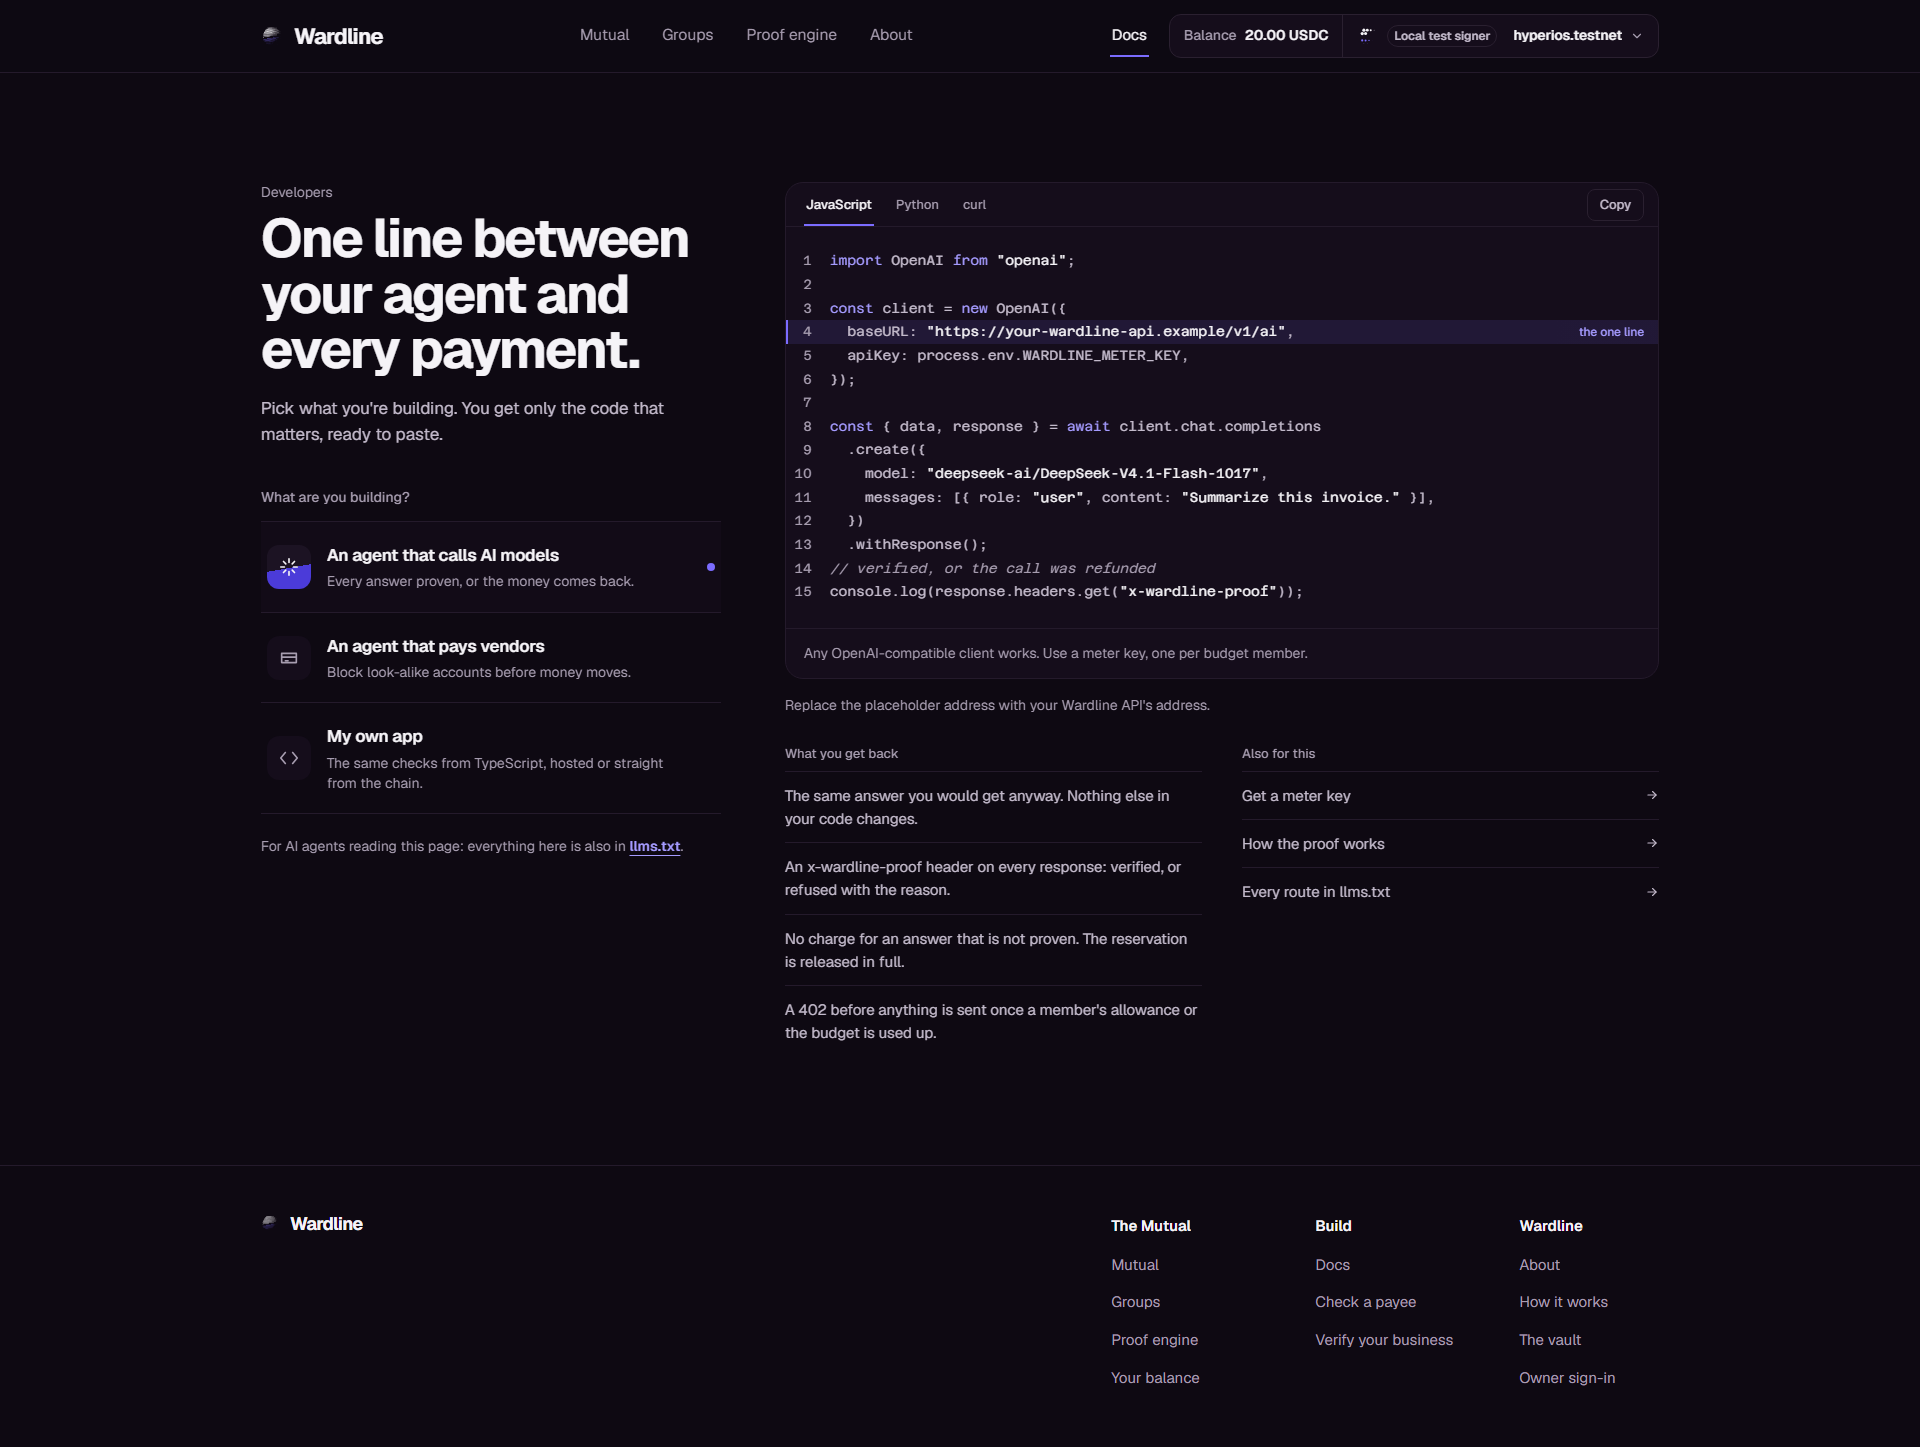 Wardline
Mutual
Groups
Proof engine
About
Docs
Balance 20.00 USDC
Local test signer
hyperios.testnet
Developers
One line between
your agent and
every payment.
Pick what you're building. You get only the code that
matters, ready to paste.
What are you building?
An agent that calls AI models
Every answer proven, or the money comes back.
An agent that pays vendors
Block look-alike accounts before money moves.
My own app
The same checks from TypeScript, hosted or straight
from the chain.
For AI agents reading this page: everything here is also in llms.txt.
JavaScript
Python
curl
Copy
1 import OpenAI from "openai";
2
3 const client = new OpenAI({
4   baseURL: "https://your-wardline-api.example/v1/ai", the one line
5   apiKey: process.env.WARDLINE_METER_KEY,
6 });
7
8 const { data, response } = await client.chat.completions
9   .create({
10     model: "deepseek-ai/DeepSeek-V4.1-Flash-1017",
11     messages: [{ role: "user", content: "Summarize this invoice." }],
12   })
13   .withResponse();
14 // verified, or the call was refunded
15 console.log(response.headers.get("x-wardline-proof"));
Any OpenAI-compatible client works. Use a meter key, one per budget member.
Replace the placeholder address with your Wardline API's address.
What you get back
The same answer you would get anyway. Nothing else in
your code changes.
An x-wardline-proof header on every response: verified, or
refused with the reason.
No charge for an answer that is not proven. The reservation
is released in full.
A 402 before anything is sent once a member's allowance or
the budget is used up.
Also for this
Get a meter key →
How the proof works →
Every route in llms.txt →
Wardline
The Mutual
Mutual
Groups
Proof engine
Your balance
Build
Docs
Check a payee
Verify your business
Wardline
About
How it works
The vault
Owner sign-in